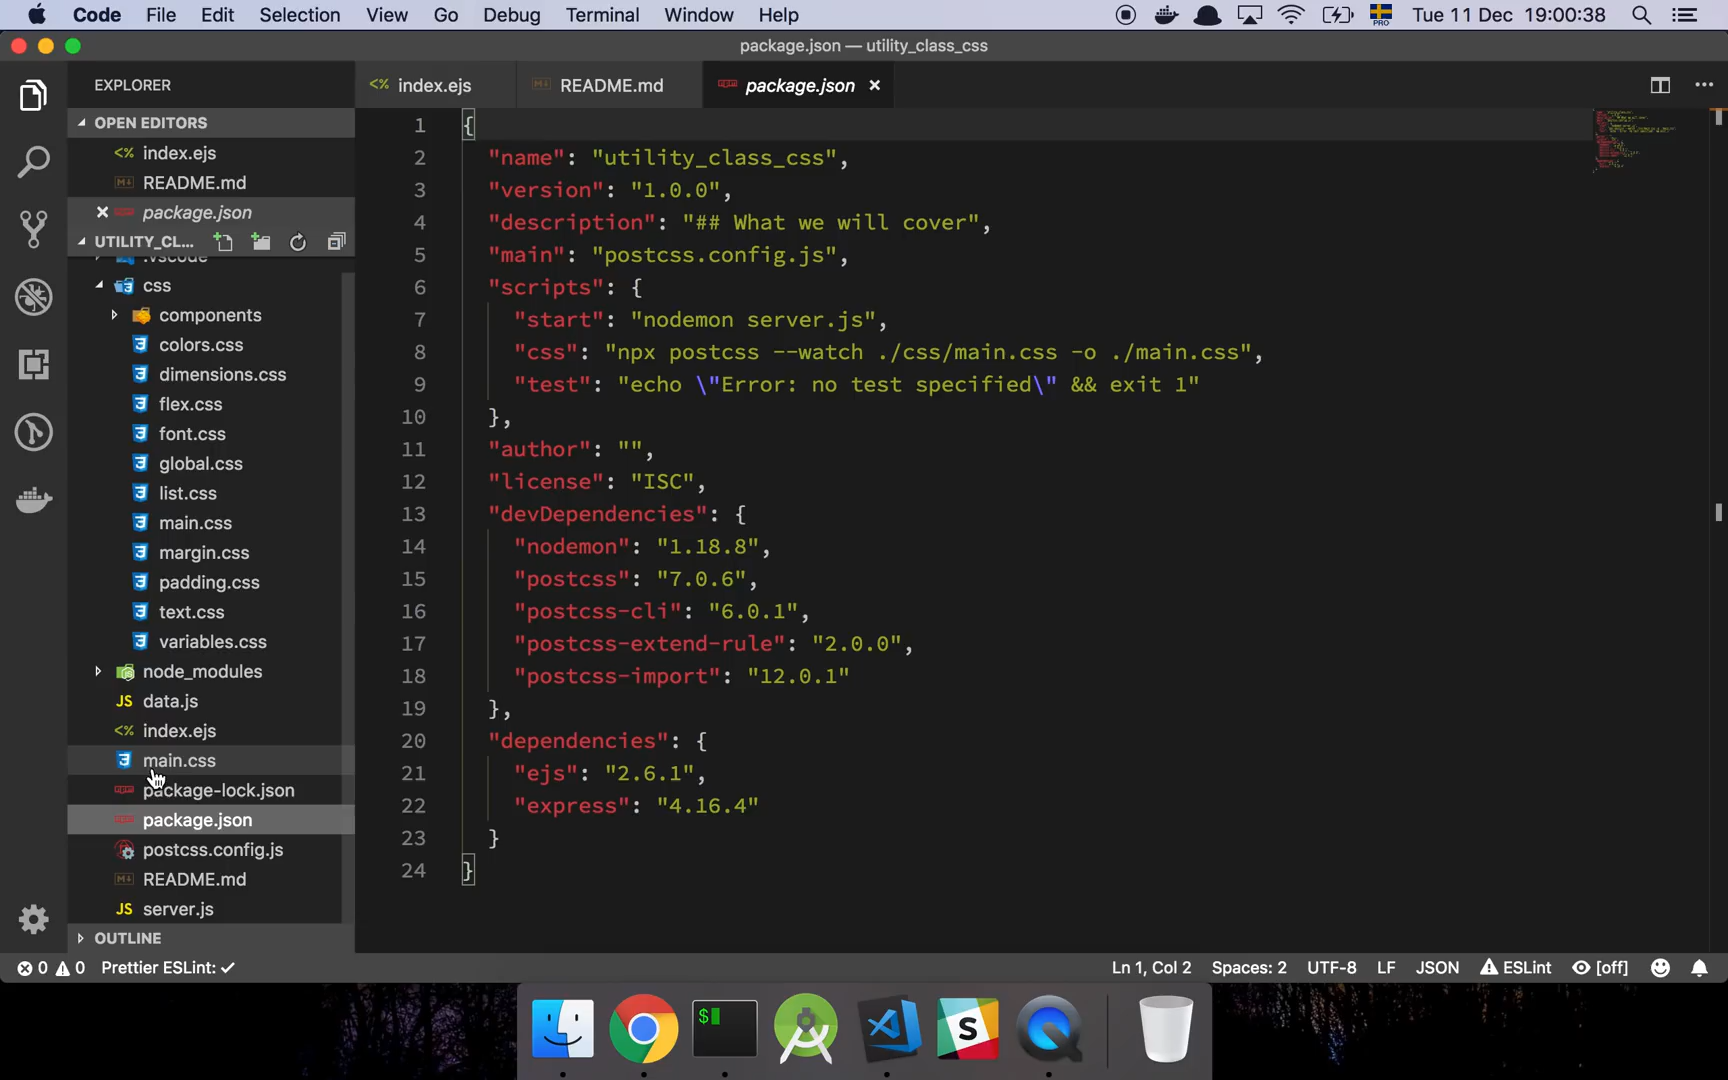 Code File Edit Selection View Go Debug Terminal Window Help PRO Tue 11 Dec 19:00:38
package.json — utility_class_css
EXPLORER
index.ejs README.md package.json
OPEN EDITORS
index.ejs
README.md
package.json
UTILITY_CL...
.vscode
css
components
colors.css
dimensions.css
flex.css
font.css
global.css
list.css
main.css
margin.css
padding.css
text.css
variables.css
node_modules
JS data.js
index.ejs
main.css
package-lock.json
package.json
postcss.config.js
README.md
JS server.js
OUTLINE
1 {
2 "name": "utility_class_css",
3 "version": "1.0.0",
4 "description": "## What we will cover",
5 "main": "postcss.config.js",
6 "scripts": {
7 "start": "nodemon server.js",
8 "css": "npx postcss --watch ./css/main.css -o ./main.css",
9 "test": "echo \"Error: no test specified\" && exit 1"
10 },
11 "author": "",
12 "license": "ISC",
13 "devDependencies": {
14 "nodemon": "1.18.8",
15 "postcss": "7.0.6",
16 "postcss-cli": "6.0.1",
17 "postcss-extend-rule": "2.0.0",
18 "postcss-import": "12.0.1"
19 },
20 "dependencies": {
21 "ejs": "2.6.1",
22 "express": "4.16.4"
23 }
24 }
0 0 Prettier ESLint: ✓ Ln 1, Col 2 Spaces: 2 UTF-8 LF JSON ESLint [off]
$
S